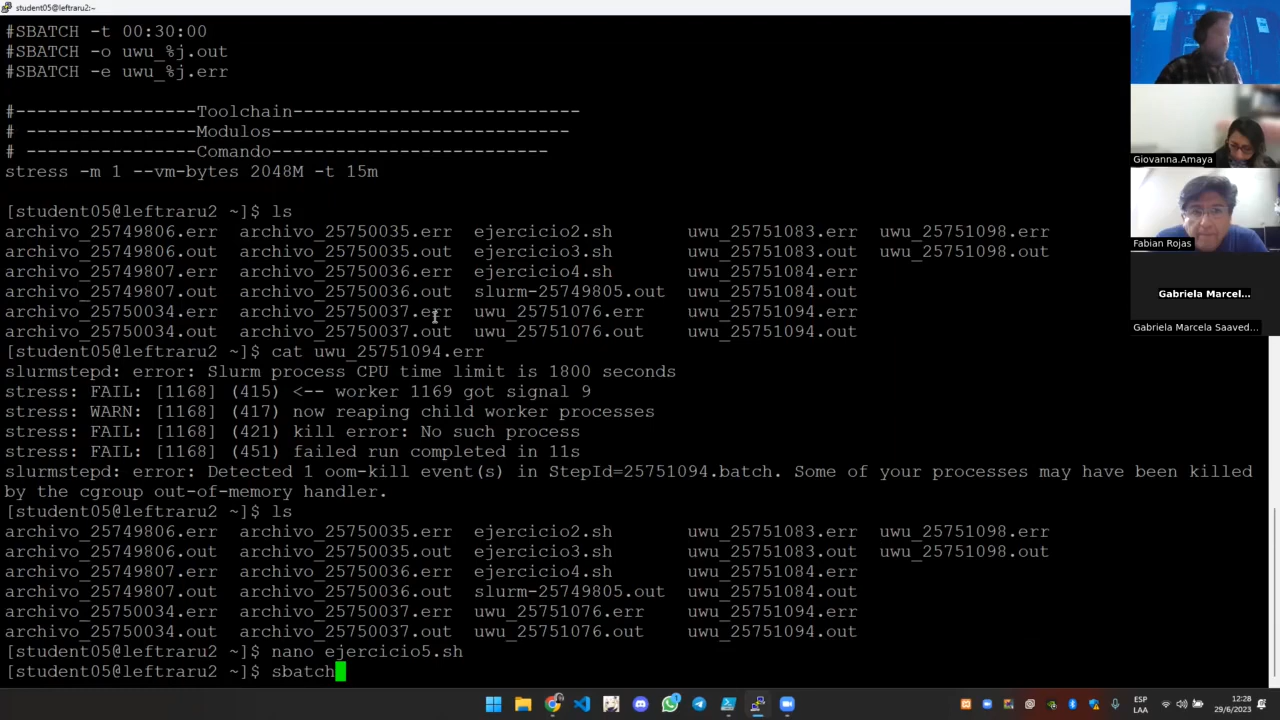 student05@leftraru2:~
#SBATCH -t 00:30:00
#SBATCH -o uwu_%j.out
#SBATCH -e uwu_%j.err
#-----------------Toolchain---------------------------
# ----------------Modulos----------------------------
# ----------------Comando--------------------------
stress -m 1 --vm-bytes 2048M -t 15m
[student05@leftraru2 ~]$ ls
archivo_25749806.err archivo_25750035.err ejercicio2.sh uwu_25751083.err uwu_25751098.err
archivo_25749806.out archivo_25750035.out ejercicio3.sh uwu_25751083.out uwu_25751098.out
archivo_25749807.err archivo_25750036.err ejercicio4.sh uwu_25751084.err
archivo_25749807.out archivo_25750036.out slurm-25749805.out uwu_25751084.out
archivo_25750034.err archivo_25750037.err uwu_25751076.err uwu_25751094.err
archivo_25750034.out archivo_25750037.out uwu_25751076.out uwu_25751094.out
[student05@leftraru2 ~]$ cat uwu_25751094.err
slurmstepd: error: Slurm process CPU time limit is 1800 seconds
stress: FAIL: [1168] (415) <-- worker 1169 got signal 9
stress: WARN: [1168] (417) now reaping child worker processes
stress: FAIL: [1168] (421) kill error: No such process
stress: FAIL: [1168] (451) failed run completed in 11s
slurmstepd: error: Detected 1 oom-kill event(s) in StepId=25751094.batch. Some of your processes may have been killed
by the cgroup out-of-memory handler.
[student05@leftraru2 ~]$ ls
archivo_25749806.err archivo_25750035.err ejercicio2.sh uwu_25751083.err uwu_25751098.err
archivo_25749806.out archivo_25750035.out ejercicio3.sh uwu_25751083.out uwu_25751098.out
archivo_25749807.err archivo_25750036.err ejercicio4.sh uwu_25751084.err
archivo_25749807.out archivo_25750036.out slurm-25749805.out uwu_25751084.out
archivo_25750034.err archivo_25750037.err uwu_25751076.err uwu_25751094.err
archivo_25750034.out archivo_25750037.out uwu_25751076.out uwu_25751094.out
[student05@leftraru2 ~]$ nano ejercicio5.sh
[student05@leftraru2 ~]$ sbatch
Giovanna.Amaya
Fabian Rojas
Gabriela Marcel...
Gabriela Marcela Saaved...
ESP
LAA
12:28
29/6/2023